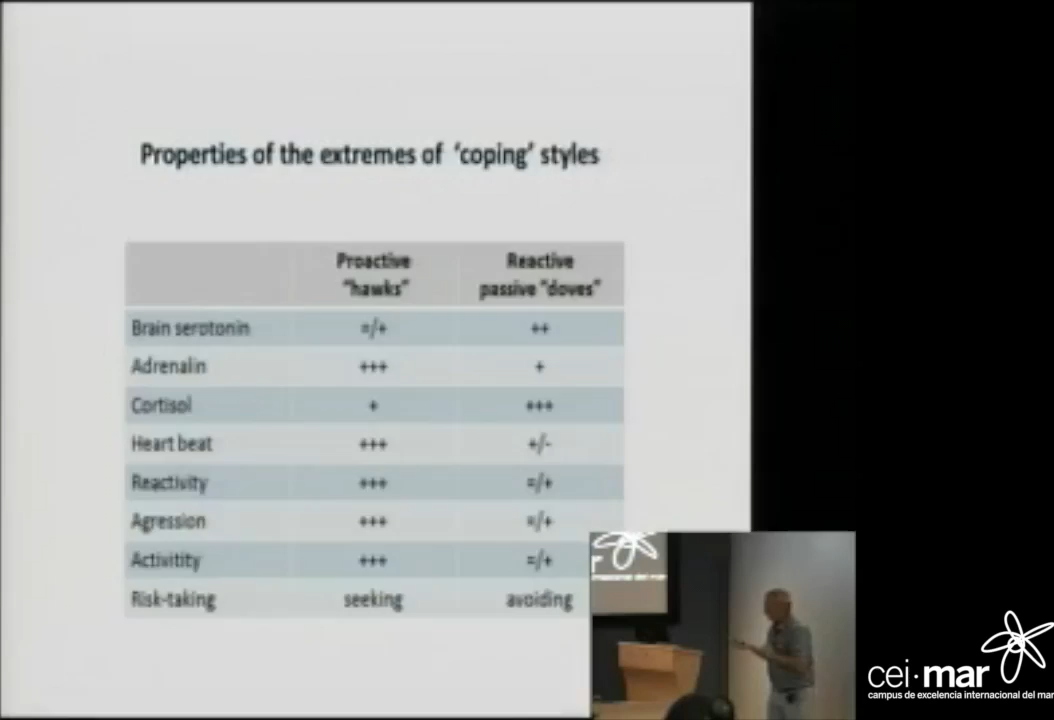 Properties of the extremes of ‘coping’ styles
Proactive "hawks" Reactive passive "doves"
Brain serotonin =/+ ++
Adrenalin +++ +
Cortisol + +++
Heart beat +++ +/-
Reactivity +++ =/+
Agression +++ =/+
Activitity +++ =/+
Risk-taking seeking avoiding
cei·mar
campus de excelencia internacional del mar